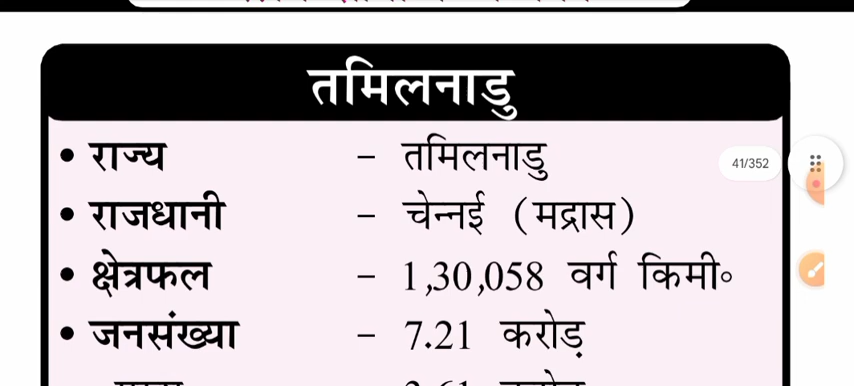 तमिलनाडु
• राज्य – तमिलनाडु
41/352
• राजधानी – चेन्नई (मद्रास)
• क्षेत्रफल – 1,30,058 वर्ग किमी॰
• जनसंख्या – 7.21 करोड़